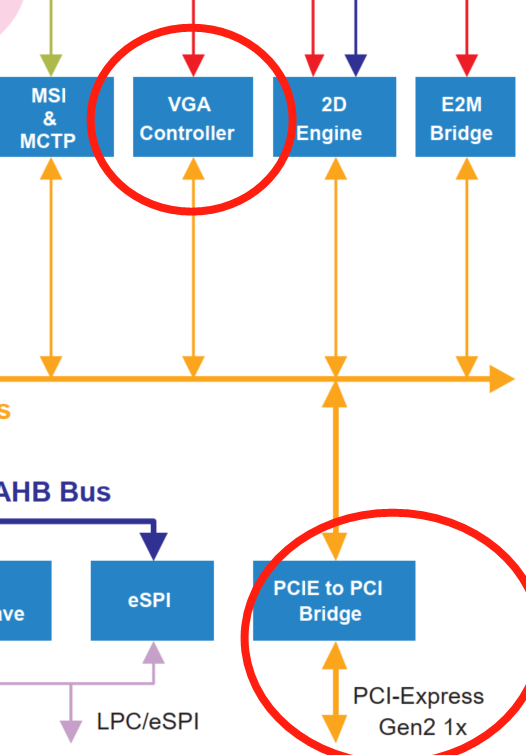 MSI
&
MCTP
VGA
Controller
2D
Engine
E2M
Bridge
s
AHB Bus
ave
eSPI
PCIE to PCI
Bridge
PCI-Express
Gen2 1x
LPC/eSPI